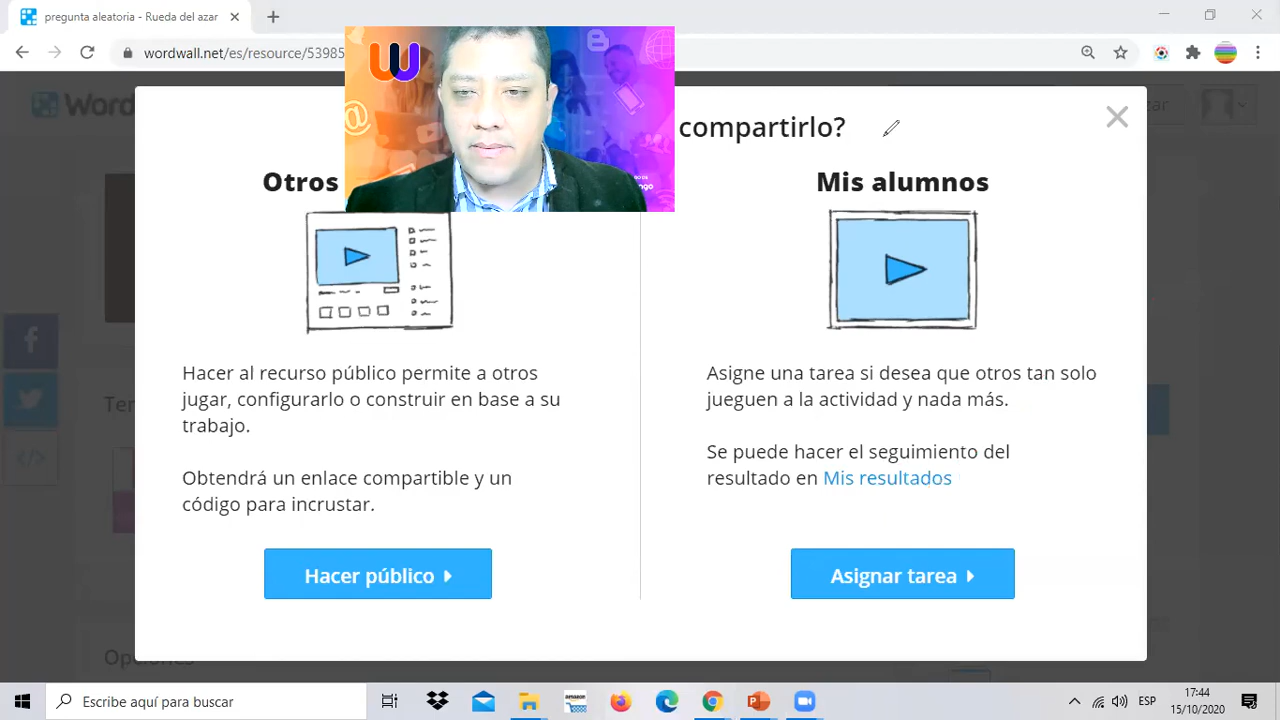 pregunta aleatoria - Rueda del azar
wordwall.net/es/resource/53985
compartirlo?
Otros
Mis alumnos
Hacer al recurso público permite a otros
jugar, configurarlo o construir en base a su
trabajo.
Obtendrá un enlace compartible y un
código para incrustar.
Hacer público
Asigne una tarea si desea que otros tan solo
jueguen a la actividad y nada más.
Se puede hacer el seguimiento del
resultado en Mis resultados
Asignar tarea
Opciones
Escribe aquí para buscar
amazon
ESP
17:44
15/10/2020